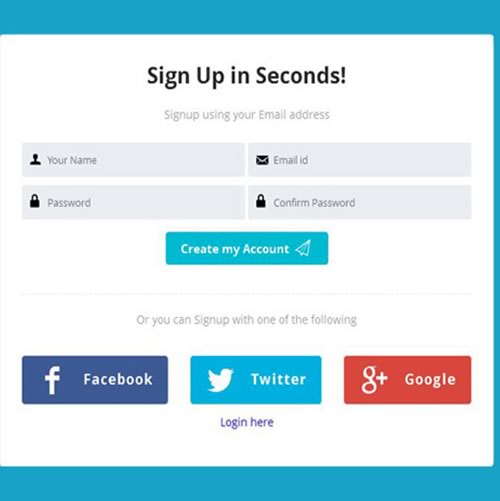 Sign Up in Seconds!
Signup using your Email address
Your Name
Email id
Password
Confirm Password
Create my Account
Or you can Signup with one of the following
f Facebook
Twitter
g+ Google
Login here